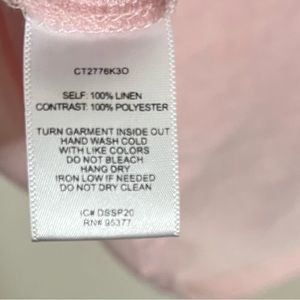 CT2776K3O
SELF: 100% LINEN
CONTRAST: 100% POLYESTER
TURN GARMENT INSIDE OUT
HAND WASH COLD
WITH LIKE COLORS
DO NOT BLEACH
HANG DRY
IRON LOW IF NEEDED
DO NOT DRY CLEAN
IC# DSSP20
RN# 95377